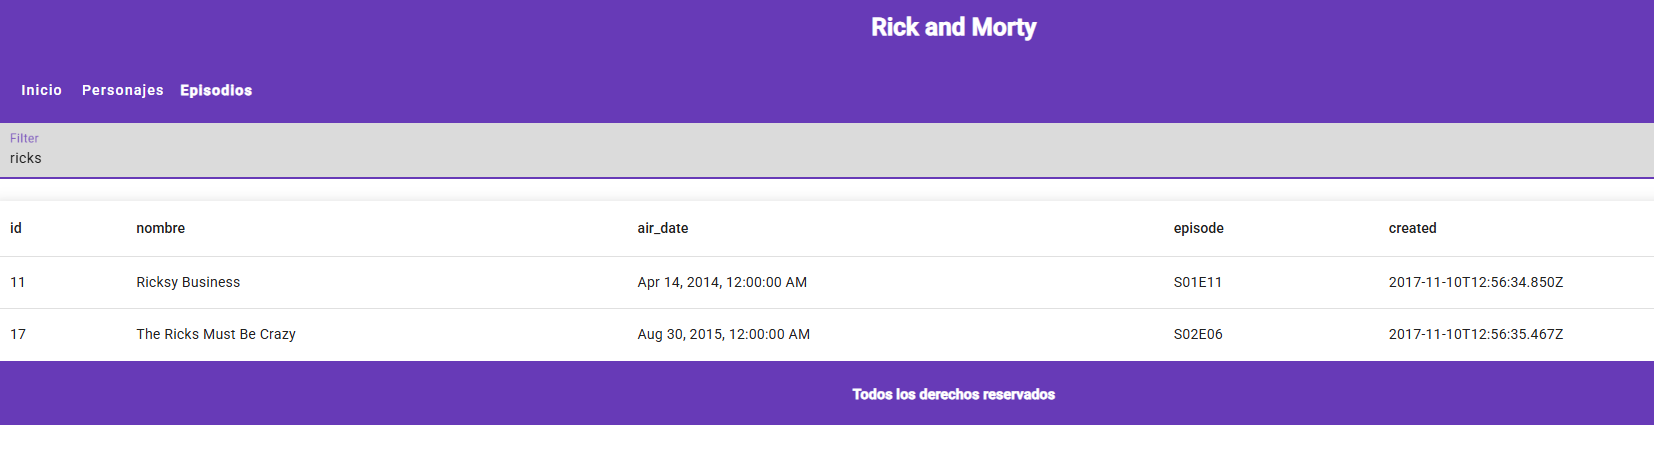 Rick and Morty
Inicio Personajes Episodios
Filter
ricks
id nombre air_date episode created
11 Ricksy Business Apr 14, 2014, 12:00:00 AM S01E11 2017-11-10T12:56:34.850Z
17 The Ricks Must Be Crazy Aug 30, 2015, 12:00:00 AM S02E06 2017-11-10T12:56:35.467Z
Todos los derechos reservados